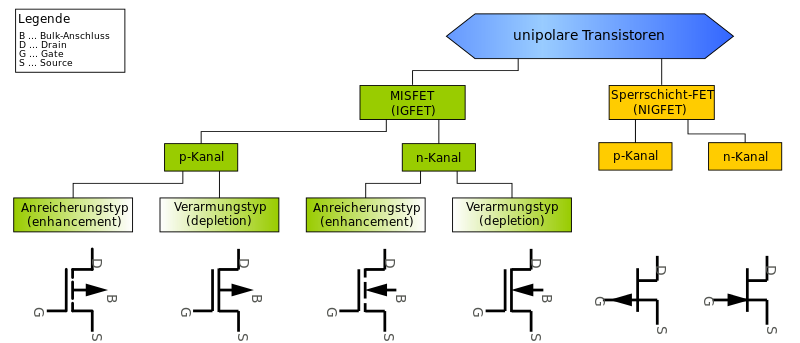 Legende
B ... Bulk-Anschluss
D ... Drain
G ... Gate
S ... Source
unipolare Transistoren
MISFET
(IGFET)
Sperrschicht-FET
(NIGFET)
p-Kanal
n-Kanal
p-Kanal
n-Kanal
Anreicherungstyp
(enhancement)
Verarmungstyp
(depletion)
Anreicherungstyp
(enhancement)
Verarmungstyp
(depletion)
D
B
G
S
D
B
G
S
D
B
G
S
D
B
G
S
D
G
S
D
G
S